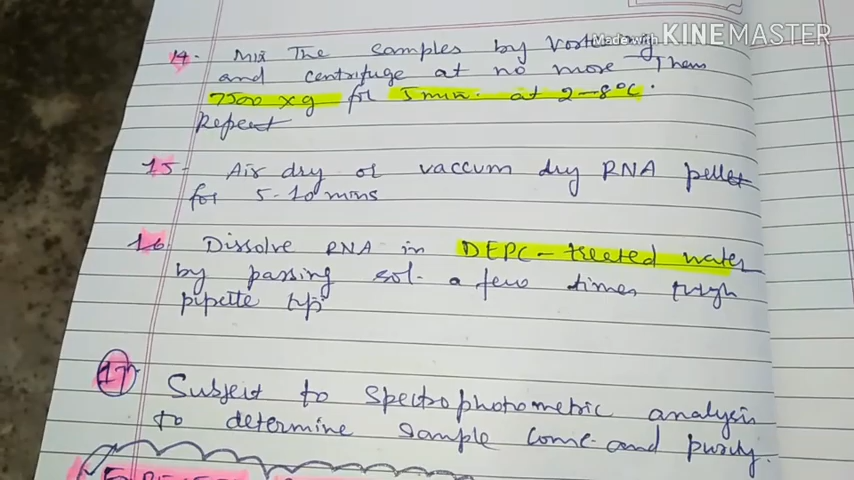 Made with KINEMASTER
14. Mix The samples by Vortexing
and centrifuge at no more Them
7500 xg for 5 min. at 2-8°C.
Repeat
15. Air dry or vaccum dry RNA pellet
for 5-10 mins
16 Dissolve RNA in DEPC-treated water
by passing sol. a few times
pipette tip
17 Subject to spectrophotometric analysis
to determine sample conc. and purity.